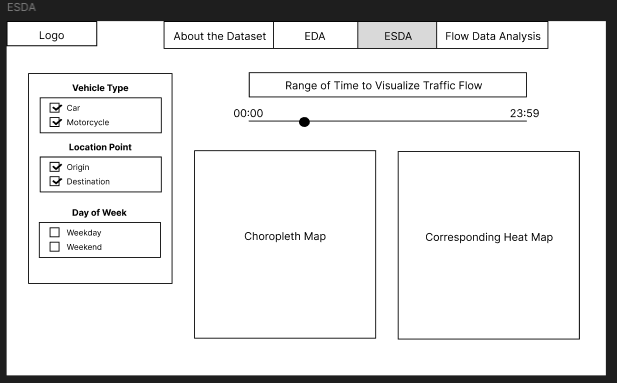 ESDA
Logo
About the Dataset
EDA
ESDA
Flow Data Analysis
Vehicle Type
Car
Motorcycle
Location Point
Origin
Destination
Day of Week
Weekday
Weekend
Range of Time to Visualize Traffic Flow
00:00
23:59
Choropleth Map
Corresponding Heat Map